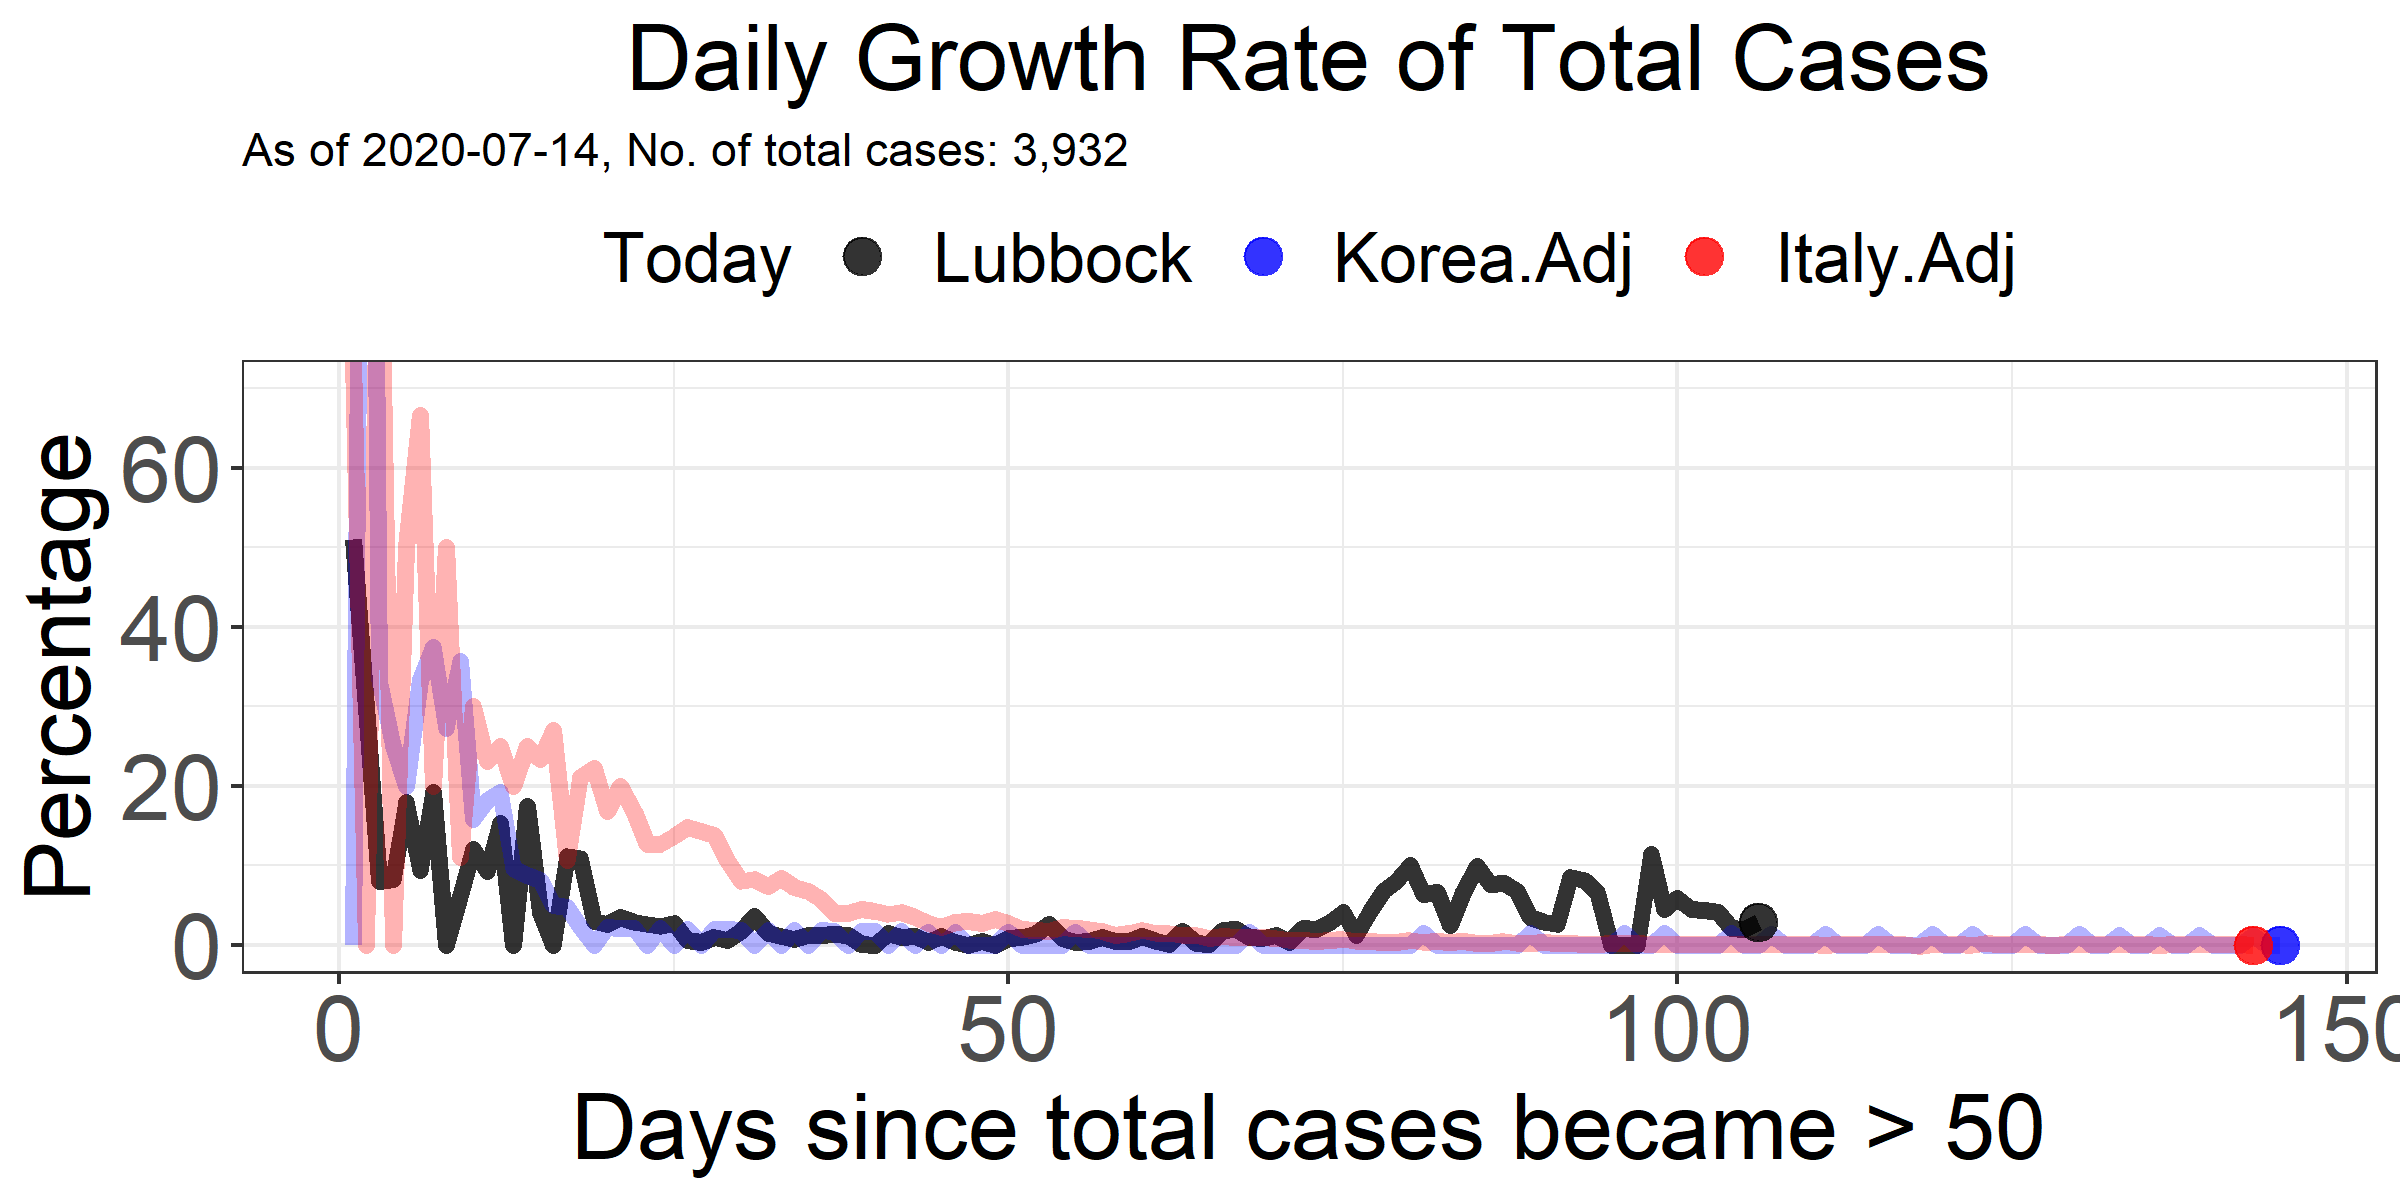 Daily Growth Rate of Total Cases
As of 2020-07-14, No. of total cases: 3,932
Today Lubbock Korea.Adj Italy.Adj
Percentage
60
40
20
0
0 50 100 150
Days since total cases became > 50